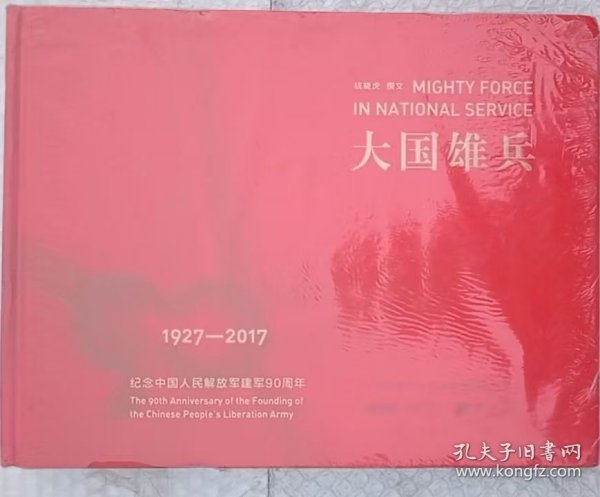 钱晓虎 撰文 MIGHTY FORCE
IN NATIONAL SERVICE
大国雄兵
1927—2017
纪念中国人民解放军建军90周年
The 90th Anniversary of the Founding of
the Chinese People's Liberation Army
孔夫子旧书网
www.kongfz.com